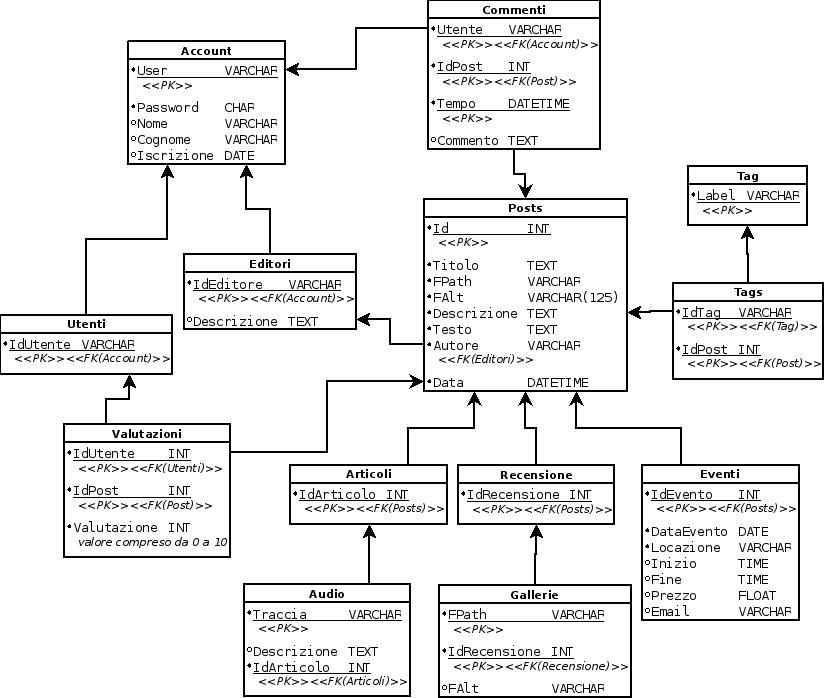 Commenti
Utente VARCHAR
<<PK>><<FK(Account)>>
IdPost INT
<<PK>><<FK(Post)>>
Tempo DATETIME
<<PK>>
Commento TEXT
Account
User VARCHAR
<<PK>>
Password CHAR
Nome VARCHAR
Cognome VARCHAR
Iscrizione DATE
Tag
Label VARCHAR
<<PK>>
Posts
Id INT
<<PK>>
Titolo TEXT
FPath VARCHAR
FAlt VARCHAR(125)
Descrizione TEXT
Testo TEXT
Autore VARCHAR
<<FK(Editori)>>
Data DATETIME
Editori
IdEditore VARCHAR
<<PK>><<FK(Account)>>
Descrizione TEXT
Tags
IdTag VARCHAR
<<PK>><<FK(Tag)>>
IdPost INT
<<PK>><<FK(Post)>>
Utenti
IdUtente VARCHAR
<<PK>><<FK(Account)>>
Valutazioni
IdUtente INT
<<PK>><<FK(Utenti)>>
IdPost INT
<<PK>><<FK(Post)>>
Valutazione INT
valore compreso da 0 a 10
Articoli
IdArticolo INT
<<PK>><<FK(Posts)>>
Recensione
IdRecensione INT
<<PK>><<FK(Posts)>>
Eventi
IdEvento INT
<<PK>><<FK(Posts)>>
DataEvento DATE
Locazione VARCHAR
Inizio TIME
Fine TIME
Prezzo FLOAT
Email VARCHAR
Audio
Traccia VARCHAR
<<PK>>
Descrizione TEXT
IdArticolo INT
<<PK>><<FK(Articoli)>>
Gallerie
FPath VARCHAR
<<PK>>
IdRecensione INT
<<PK>><<FK(Recensione)>>
FAlt VARCHAR